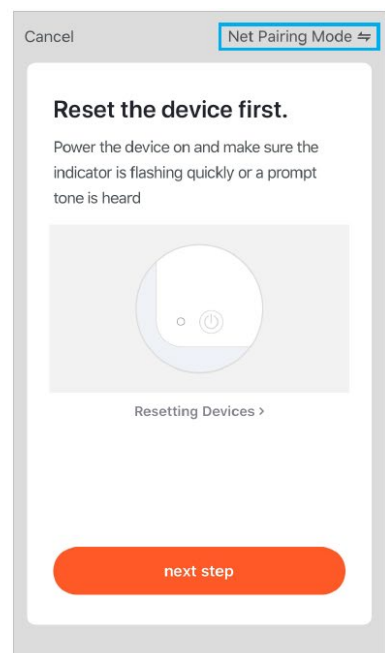 Cancel
Net Pairing Mode ⇋
Reset the device first.
Power the device on and make sure the
indicator is flashing quickly or a prompt
tone is heard
Resetting Devices >
next step